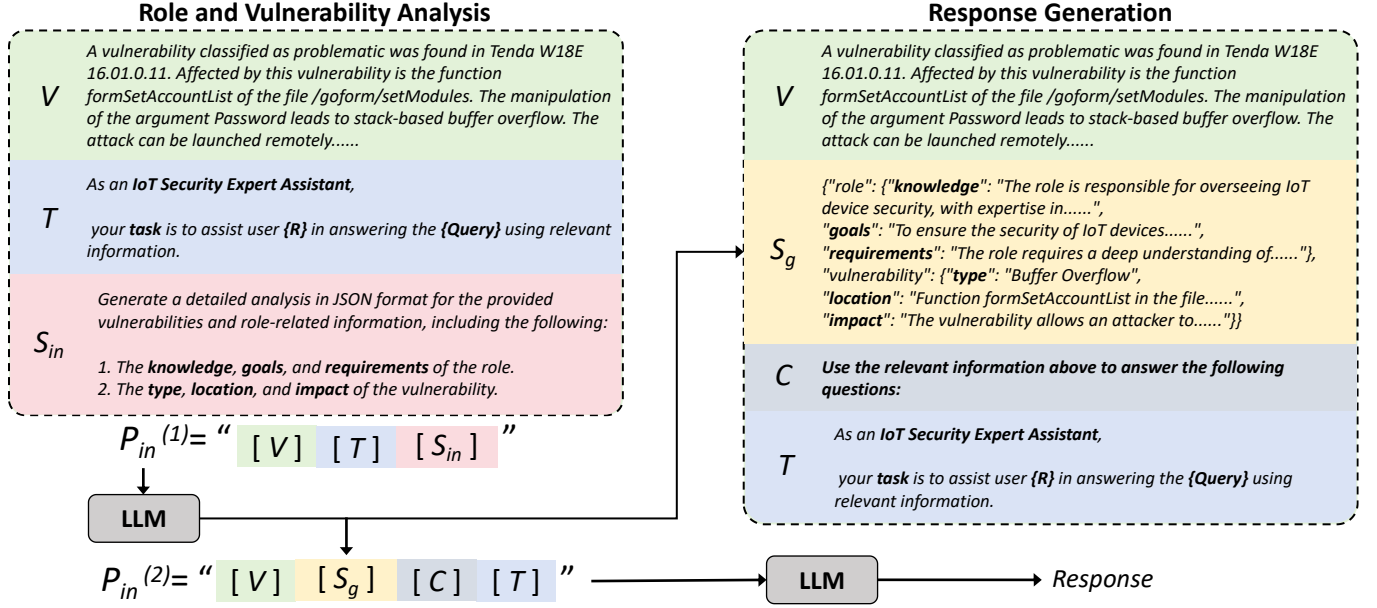 Role and Vulnerability Analysis
V
A vulnerability classified as problematic was found in Tenda W18E
16.01.0.11. Affected by this vulnerability is the function
formSetAccountList of the file /goform/setModules. The manipulation
of the argument Password leads to stack-based buffer overflow. The
attack can be launched remotely......
T
As an IoT Security Expert Assistant,
your task is to assist user {R} in answering the {Query} using relevant
information.
S_in
Generate a detailed analysis in JSON format for the provided
vulnerabilities and role-related information, including the following:
1. The knowledge, goals, and requirements of the role.
2. The type, location, and impact of the vulnerability.
P_in^(1)= “ [ V ] [ T ] [ S_in ] ”
LLM
P_in^(2)= “ [ V ] [ S_g ] [ C ] [ T ] ”
LLM
Response
Response Generation
V
A vulnerability classified as problematic was found in Tenda W18E
16.01.0.11. Affected by this vulnerability is the function
formSetAccountList of the file /goform/setModules. The manipulation
of the argument Password leads to stack-based buffer overflow. The
attack can be launched remotely......
S_g
{"role": {"knowledge": "The role is responsible for overseeing IoT
device security, with expertise in......",
"goals": "To ensure the security of IoT devices......",
"requirements": "The role requires a deep understanding of......"},
"vulnerability": {"type": "Buffer Overflow",
"location": "Function formSetAccountList in the file......",
"impact": "The vulnerability allows an attacker to......"}}
C
Use the relevant information above to answer the following
questions:
T
As an IoT Security Expert Assistant,
your task is to assist user {R} in answering the {Query} using
relevant information.